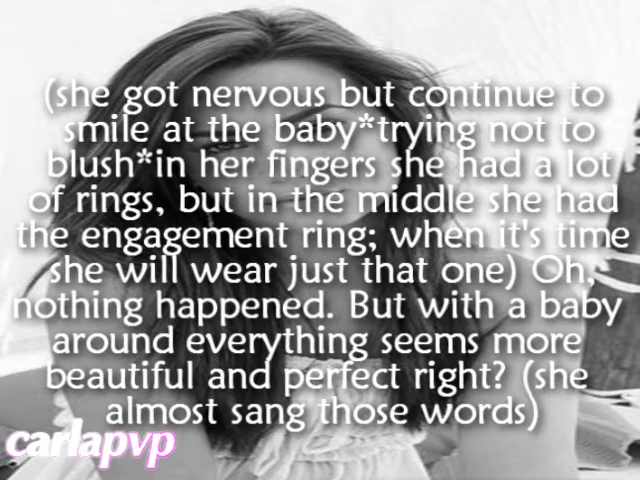 (she got nervous but continue to
smile at the baby*trying not to
blush*in her fingers she had a lot
of rings, but in the middle she had
the engagement ring; when it's time
she will wear just that one) Oh,
nothing happened. But with a baby
around everything seems more
beautiful and perfect right? (she
almost sang those words)
carlapvp